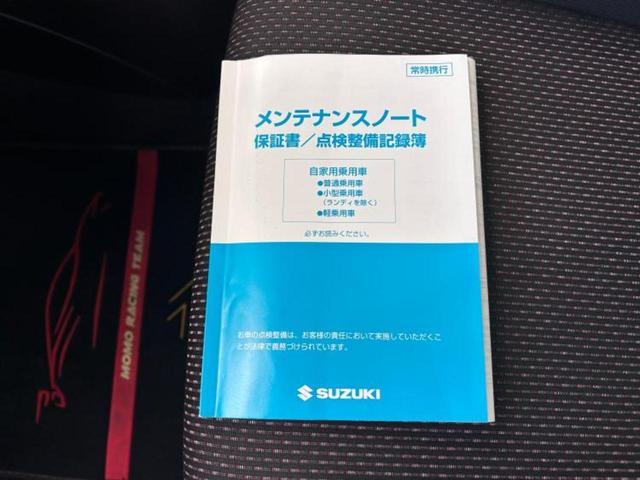 常時携行
メンテナンスノート
保証書／点検整備記録簿
自家用乗用車
●普通乗用車
●小型乗用車
（ランディを除く）
●軽乗用車
必ずお読みください。
お車の点検整備は、お客様の責任において実施していただくこ
とが法律で義務づけられています。
SUZUKI
MOMO RACING TEAM